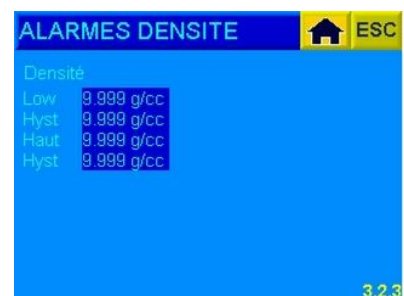 ALARMES DENSITE ESC
Densité
Low 9.999 g/cc
Hyst 9.999 g/cc
Haut 9.999 g/cc
Hyst 9.999 g/cc
3.2.3